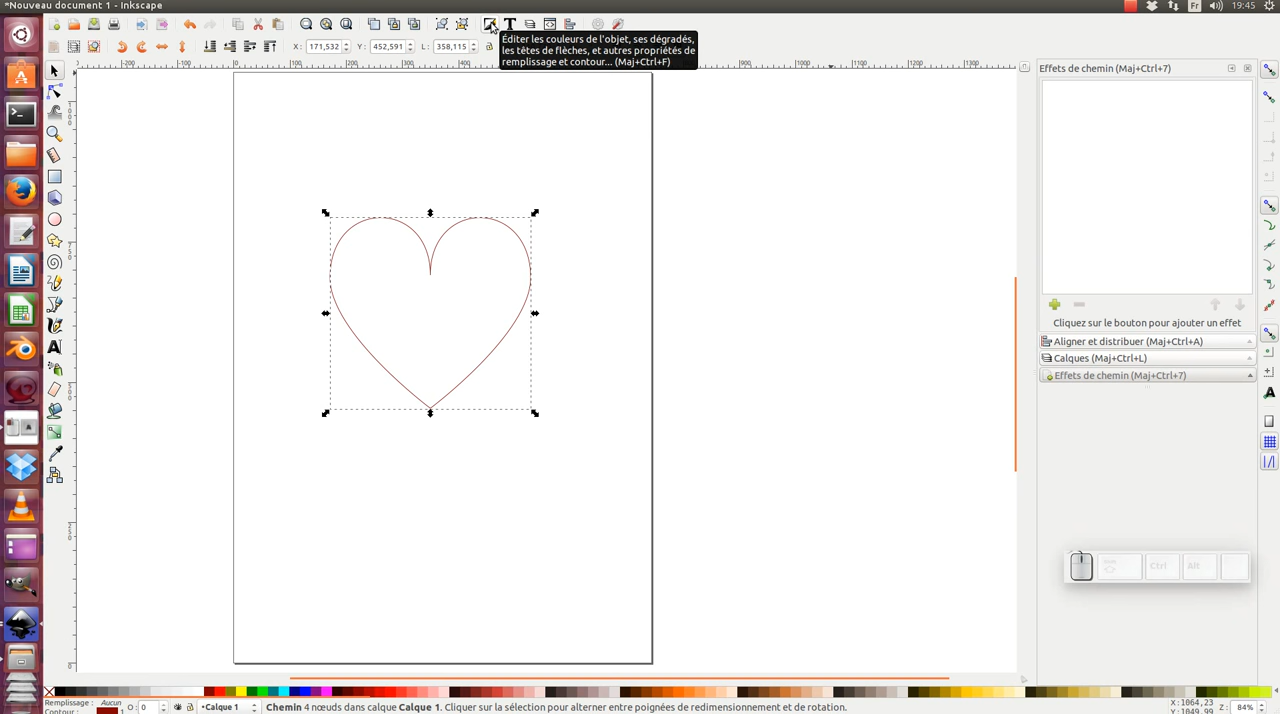 *Nouveau document 1 - Inkscape
Fr
19:45
X: 171,532 Y: 452,591 L: 358,115
Éditer les couleurs de l'objet, ses dégradés,
les têtes de flèches, et autres propriétés de
remplissage et contour... (Maj+Ctrl+F)
Effets de chemin (Maj+Ctrl+7)
Cliquez sur le bouton pour ajouter un effet
Aligner et distribuer (Maj+Ctrl+A)
Calques (Maj+Ctrl+L)
Effets de chemin (Maj+Ctrl+7)
Ctrl Alt
Remplissage : Aucun
Contour :
1
O: 0
*Calque 1
Chemin 4 nœuds dans calque Calque 1. Cliquer sur la sélection pour alterner entre poignées de redimensionnement et de rotation.
X:1064,23
Y:1049,99
Z: 84%